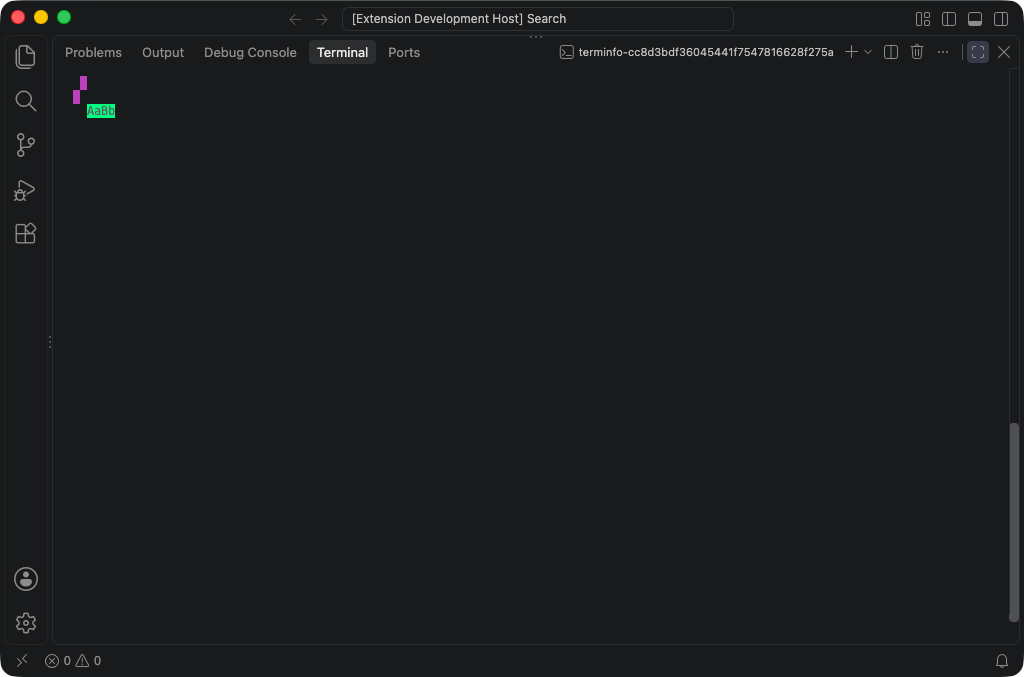 [Extension Development Host] Search
Problems Output Debug Console Terminal Ports terminfo-cc8d3bdf36045441f7547816628f275a
AaBb
0 0